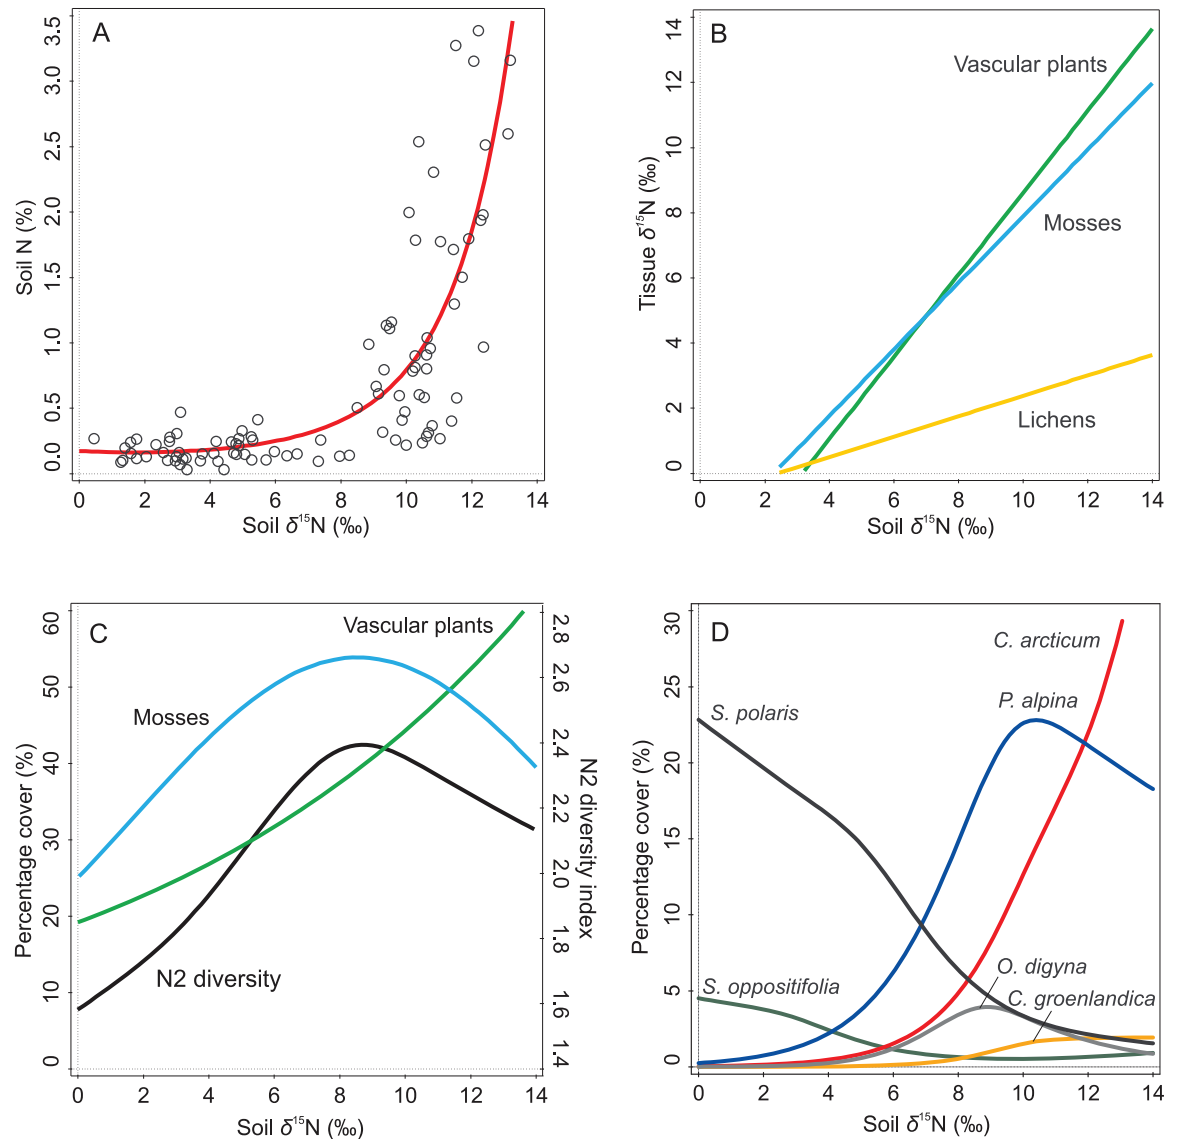 A
Soil N (%)
3.5
3.0
2.5
2.0
1.5
1.0
0.5
0.0
0 2 4 6 8 10 12 14
Soil δ¹⁵N (‰)
B
Vascular plants
Mosses
Lichens
Tissue δ¹⁵N (‰)
14
12
10
8
6
4
2
0
0 2 4 6 8 10 12 14
Soil δ¹⁵N (‰)
C
Vascular plants
Mosses
N2 diversity
Percentage cover (%)
60
50
40
30
20
10
0
N2 diversity index
2.8
2.6
2.4
2.2
2.0
1.8
1.6
1.4
0 2 4 6 8 10 12 14
Soil δ¹⁵N (‰)
D
C. arcticum
P. alpina
S. polaris
O. digyna
S. oppositifolia
C. groenlandica
Percentage cover (%)
30
25
20
15
10
5
0
0 2 4 6 8 10 12 14
Soil δ¹⁵N (‰)